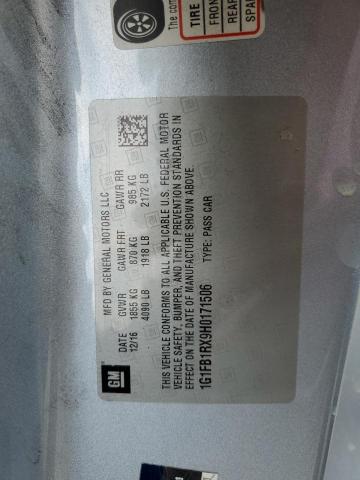 The com
TIRE
FRON
REAR
SPAR
MFD BY GENERAL MOTORS LLC
DATE GVWR GAWR FRT GAWR RR
12/16 1855 KG 870 KG 985 KG
4090 LB 1918 LB 2172 LB
GM
THIS VEHICLE CONFORMS TO ALL APPLICABLE U.S. FEDERAL MOTOR
VEHICLE SAFETY, BUMPER, AND THEFT PREVENTION STANDARDS IN
EFFECT ON THE DATE OF MANUFACTURE SHOWN ABOVE.
1G1FB1RX9H0171506 TYPE: PASS CAR